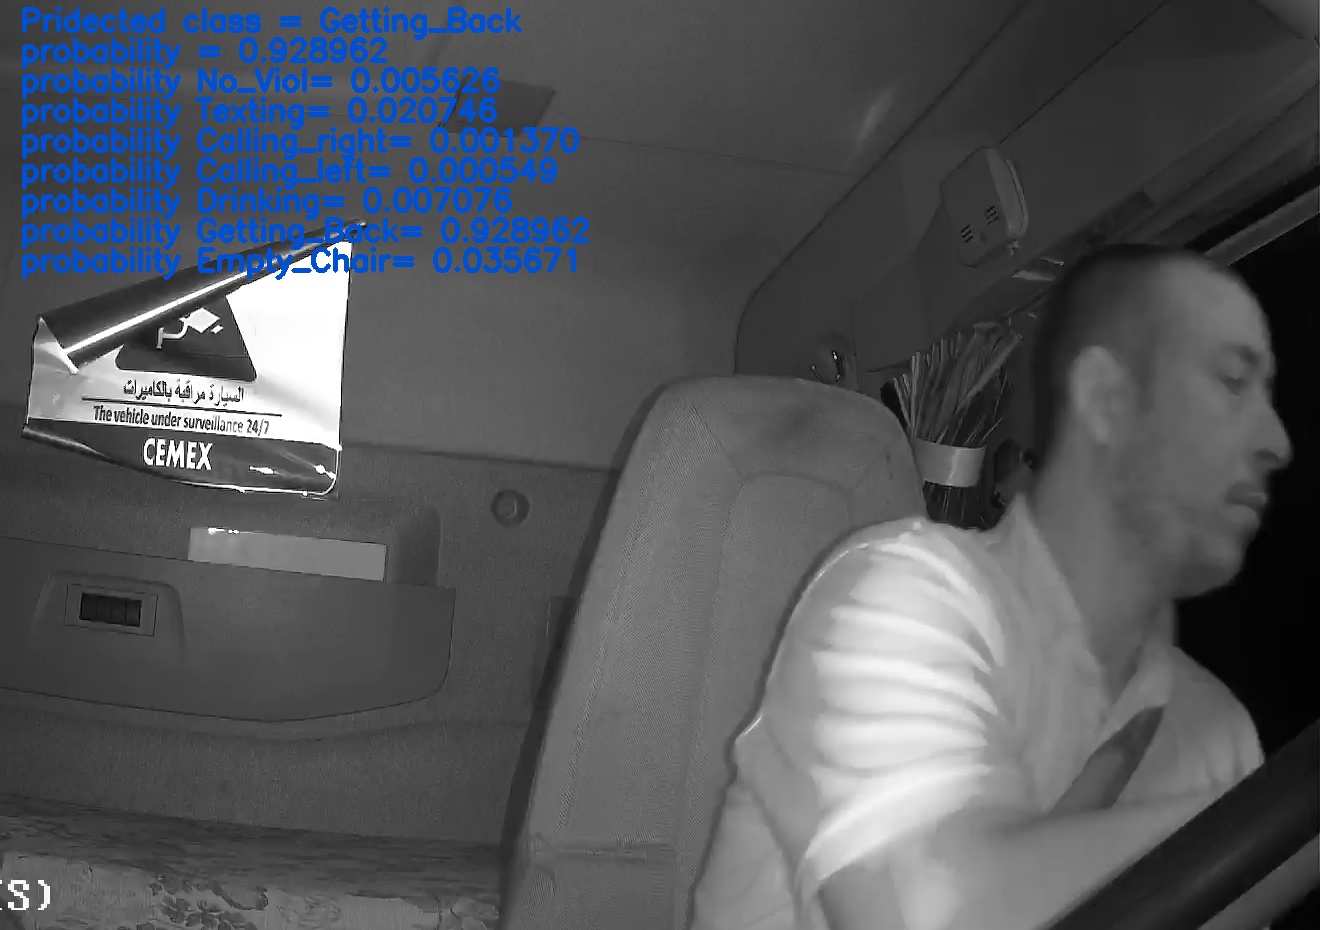 Pridected class = Getting_Back
probability = 0.928962
probability No_Viol= 0.005626
probability Texting= 0.020746
probability Calling_right= 0.001370
probability Calling_left= 0.000549
probability Drinking= 0.007076
probability Getting_Back= 0.928962
probability Empty_Chair= 0.035671
السيارة مراقبة بالكاميرات
The vehicle under surveillance 24/7
CEMEX
S)